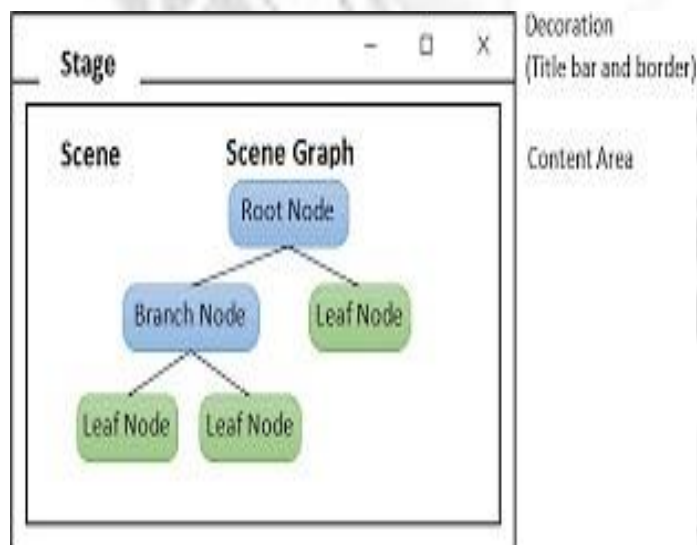 Stage
Decoration
(Title bar and border)
Scene
Scene Graph
Content Area
Root Node
Branch Node
Leaf Node
Leaf Node
Leaf Node